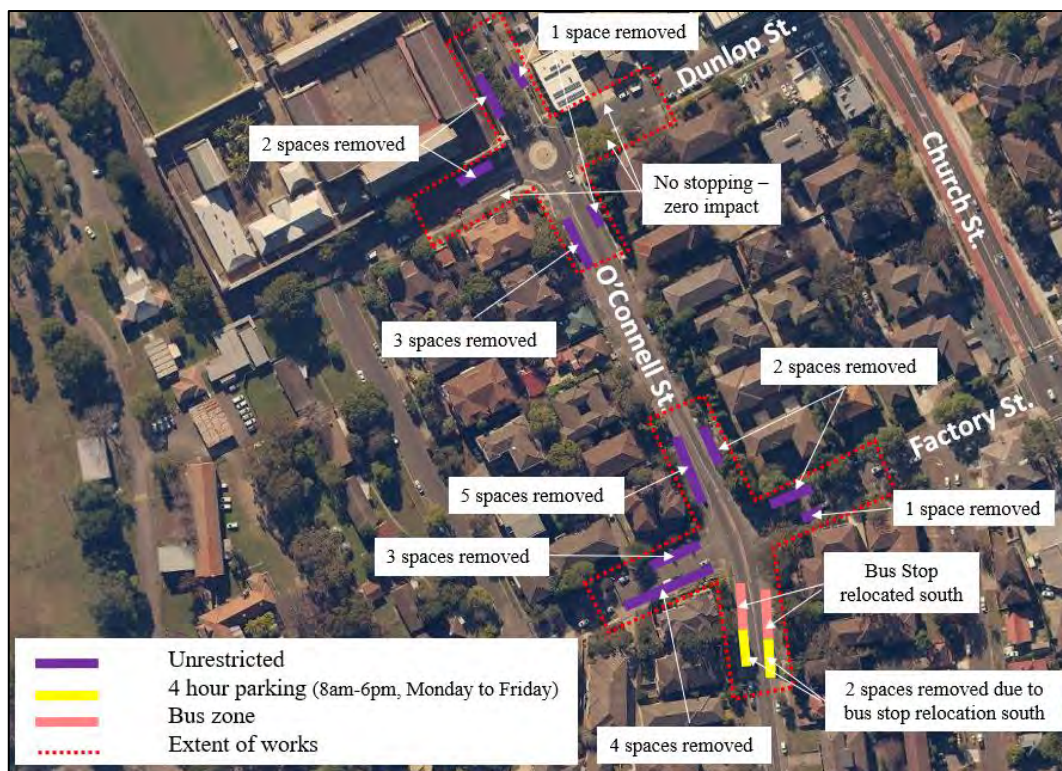 1 space removed
Dunlop St.
2 spaces removed
Church St.
No stopping –
zero impact
O'Connell St.
3 spaces removed
2 spaces removed
Factory St.
5 spaces removed
1 space removed
3 spaces removed
Bus Stop
relocated south
Unrestricted
4 hour parking (8am-6pm, Monday to Friday)
Bus zone
Extent of works
2 spaces removed due to
bus stop relocation south
4 spaces removed